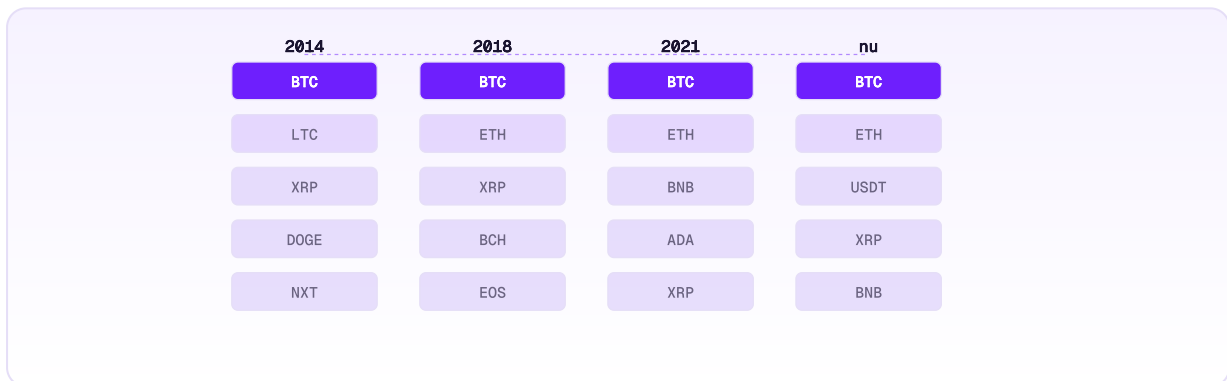 2014 2018 2021 nu
BTC BTC BTC BTC
LTC ETH ETH ETH
XRP XRP BNB USDT
DOGE BCH ADA XRP
NXT EOS XRP BNB